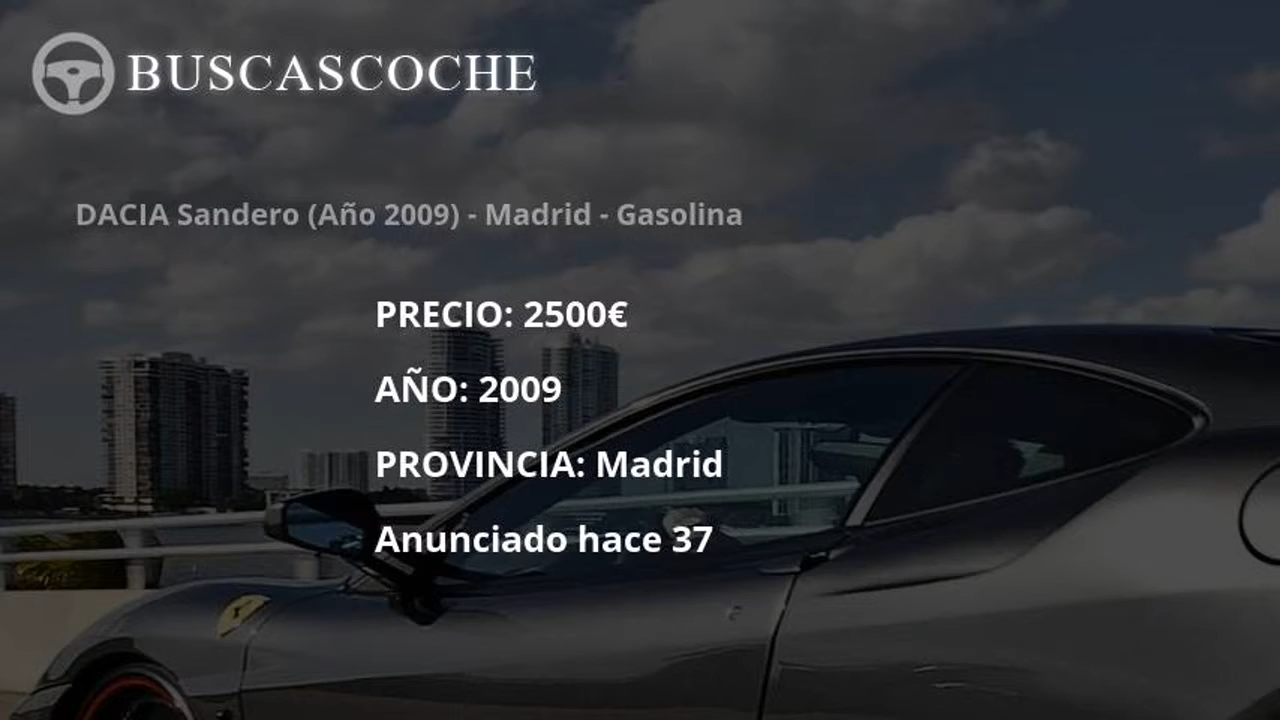 BUSCASCOCHE
DACIA Sandero (Año 2009) - Madrid - Gasolina
PRECIO: 2500€
AÑO: 2009
PROVINCIA: Madrid
Anunciado hace 37